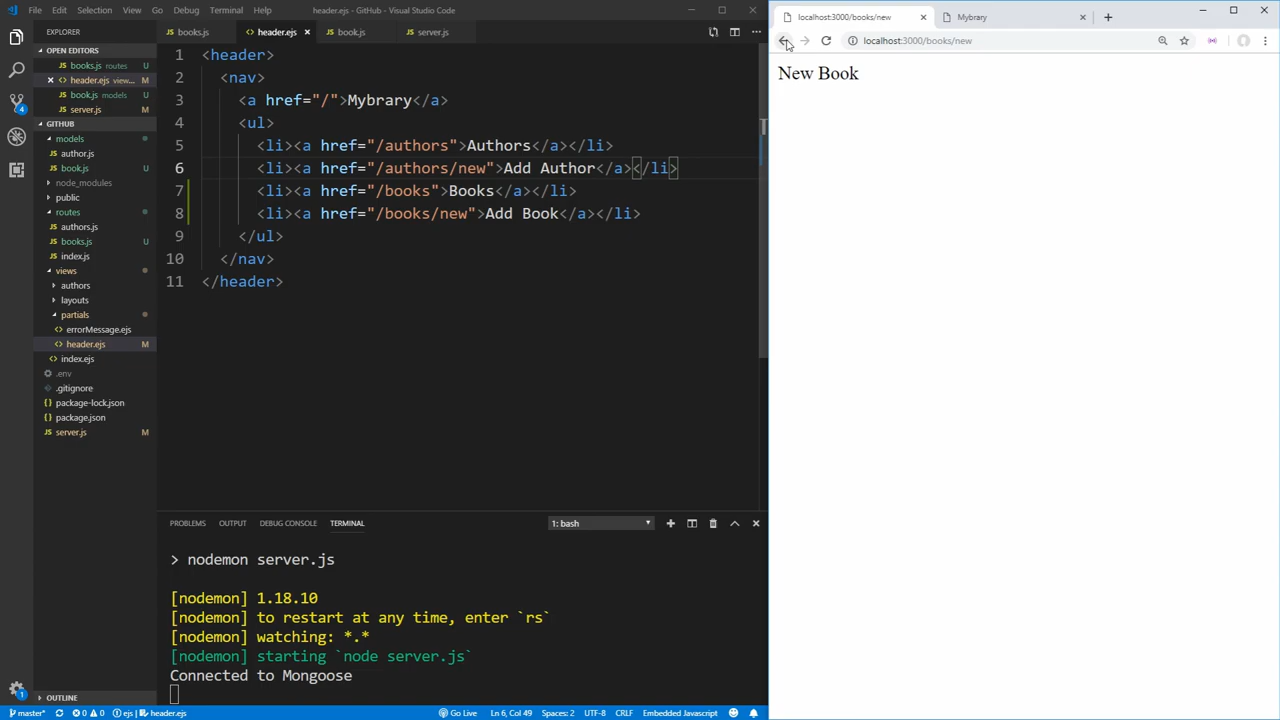 File Edit Selection View Go Debug Terminal Help
header.ejs - GitHub - Visual Studio Code
EXPLORER
OPEN EDITORS
books.js routes U
header.ejs view... M
book.js models U
server.js M
GITHUB
models
author.js
book.js U
node_modules
public
routes
authors.js
books.js U
index.js
views
authors
layouts
partials
errorMessage.ejs
header.ejs M
index.ejs
.env
.gitignore
package-lock.json
package.json
server.js M
OUTLINE
books.js header.ejs book.js server.js
1 <header>
2 <nav>
3 <a href="/">Mybrary</a>
4 <ul>
5 <li><a href="/authors">Authors</a></li>
6 <li><a href="/authors/new">Add Author</a></li>
7 <li><a href="/books">Books</a></li>
8 <li><a href="/books/new">Add Book</a></li>
9 </ul>
10 </nav>
11 </header>
PROBLEMS OUTPUT DEBUG CONSOLE TERMINAL 1: bash
> nodemon server.js
[nodemon] 1.18.10
[nodemon] to restart at any time, enter `rs`
[nodemon] watching: *.*
[nodemon] starting `node server.js`
Connected to Mongoose
master* 0 0 ejs header.ejs Go Live Ln 6, Col 49 Spaces: 2 UTF-8 CRLF Embedded Javascript
4
1
localhost:3000/books/new Mybrary
localhost:3000/books/new
New Book